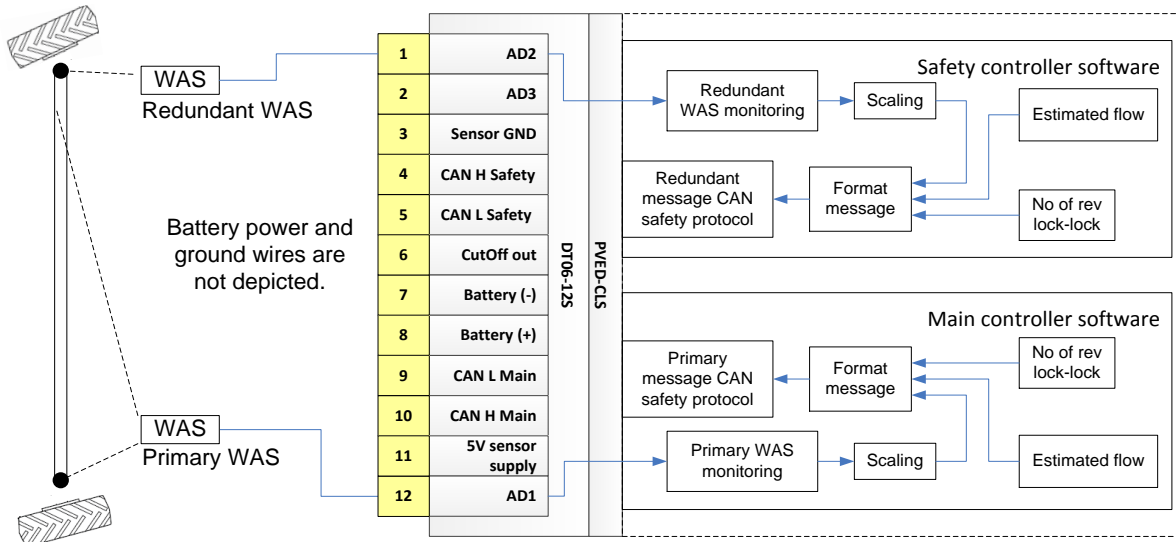 WAS
Redundant WAS
Battery power and
ground wires are
not depicted.
WAS
Primary WAS
1 AD2
2 AD3
3 Sensor GND
4 CAN H Safety
5 CAN L Safety
6 CutOff out
7 Battery (-)
8 Battery (+)
9 CAN L Main
10 CAN H Main
11 5V sensor
supply
12 AD1
DT06-12S
PVED-CLS
Safety controller software
Redundant
WAS monitoring
Scaling
Estimated flow
Redundant
message CAN
safety protocol
Format
message
No of rev
lock-lock
Main controller software
Primary
message CAN
safety protocol
Format
message
No of rev
lock-lock
Primary WAS
monitoring
Scaling
Estimated flow